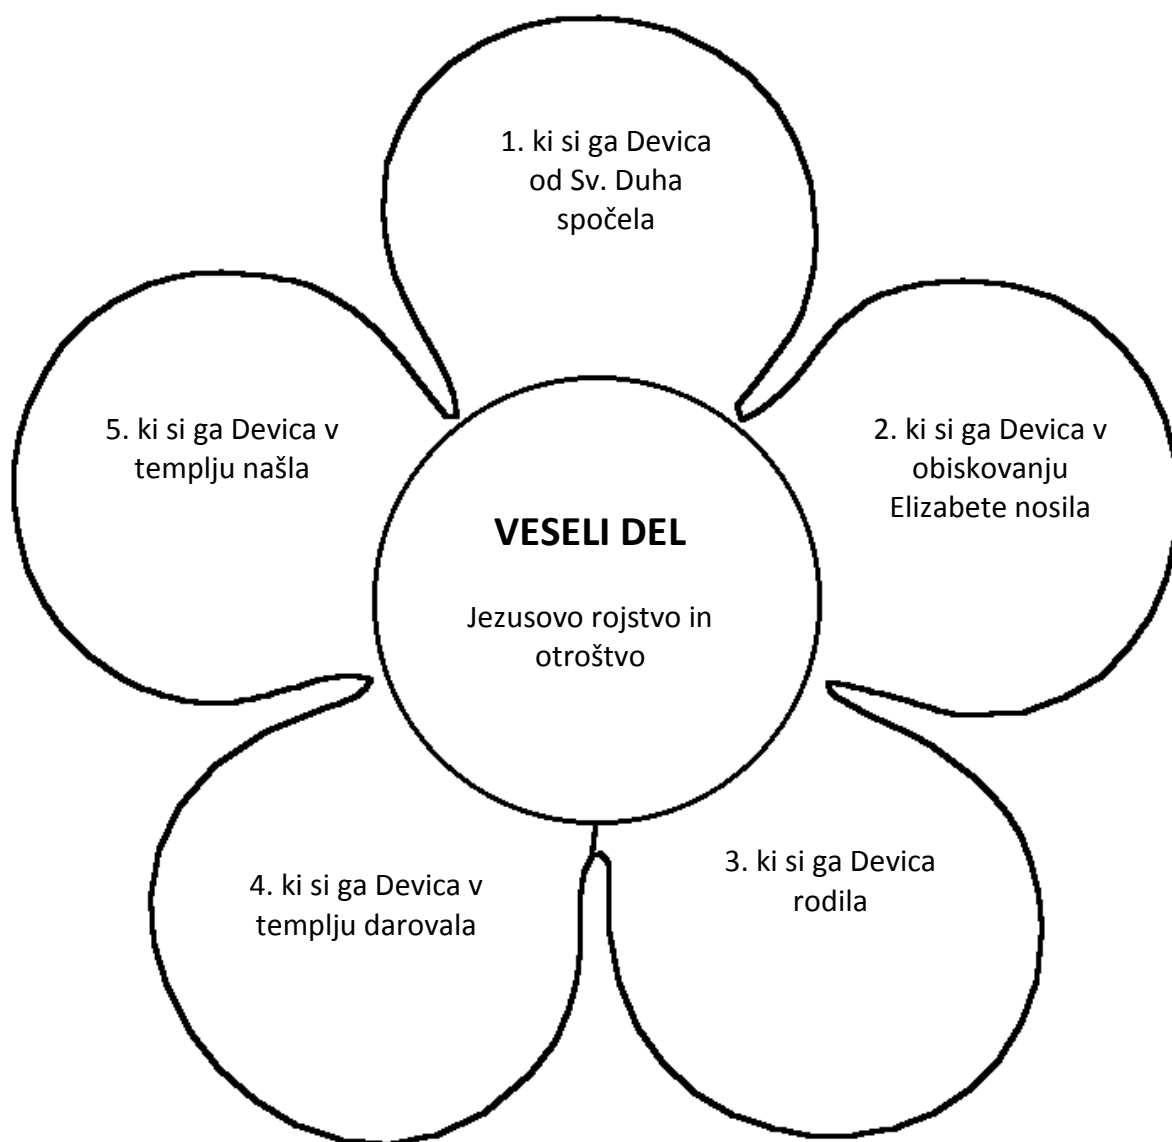 1. ki si ga Devica
od Sv. Duha
spočela
2. ki si ga Devica v
obiskovanju
Elizabete nosila
3. ki si ga Devica
rodila
4. ki si ga Devica v
templju darovala
5. ki si ga Devica v
templju našla
VESELI DEL
Jezusovo rojstvo in
otroštvo